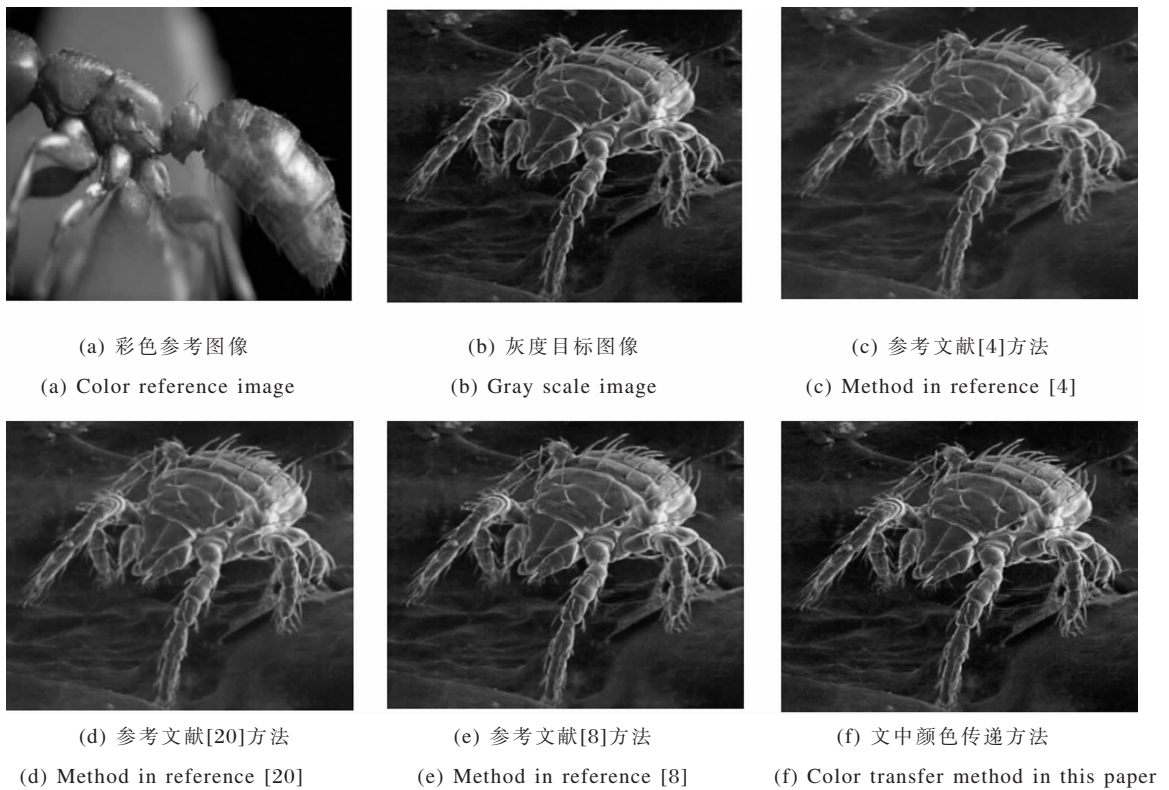 (a) 彩色参考图像
(b) 灰度目标图像
(c) 参考文献[4]方法
(a) Color reference image
(b) Gray scale image
(c) Method in reference [4]
(d) 参考文献[20]方法
(e) 参考文献[8]方法
(f) 文中颜色传递方法
(d) Method in reference [20]
(e) Method in reference [8]
(f) Color transfer method in this paper